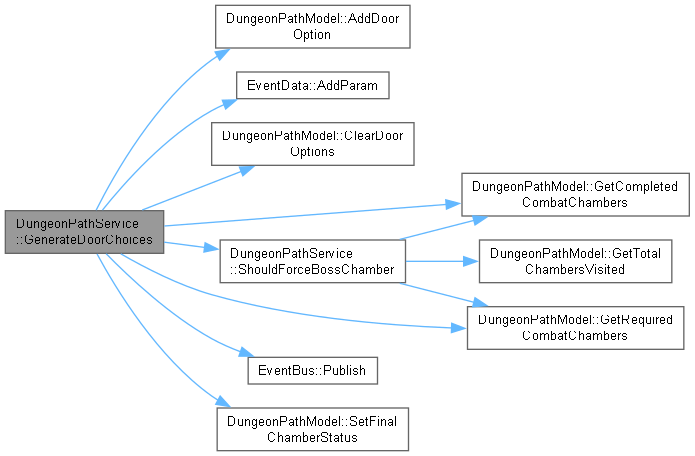 DungeonPathModel::AddDoor
Option
EventData::AddParam
DungeonPathModel::ClearDoor
Options
DungeonPathModel::GetCompleted
CombatChambers
DungeonPathService
::GenerateDoorChoices
DungeonPathService
::ShouldForceBossChamber
DungeonPathModel::GetTotal
ChambersVisited
DungeonPathModel::GetRequired
CombatChambers
EventBus::Publish
DungeonPathModel::SetFinal
ChamberStatus